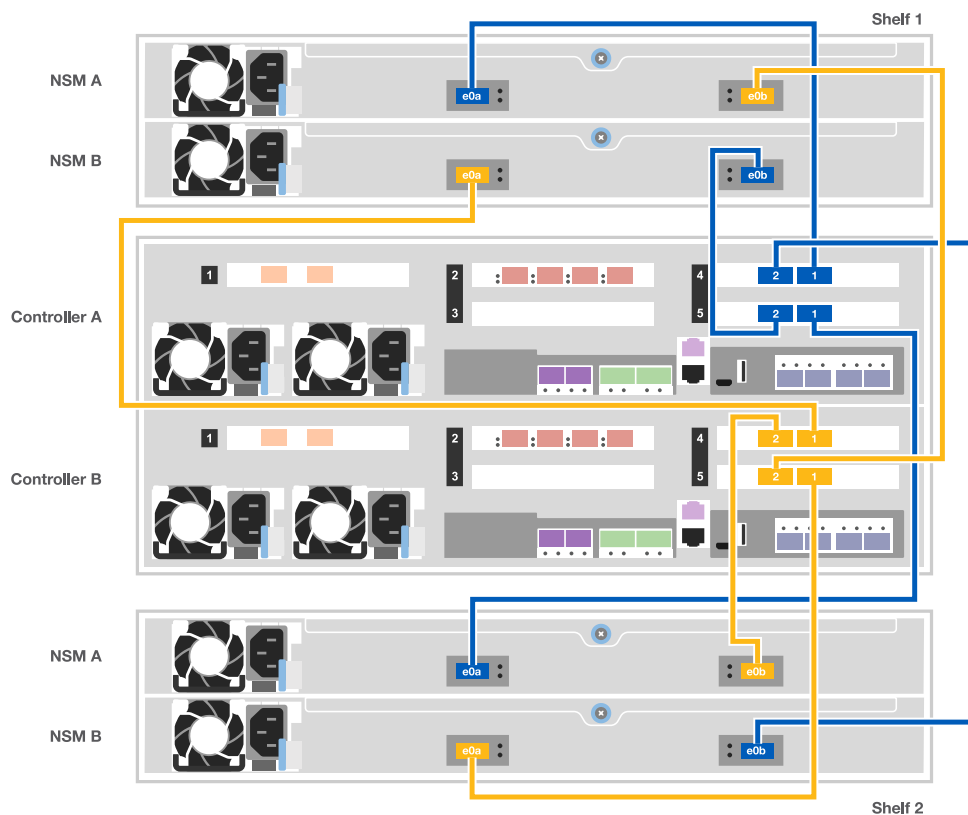 Shelf 1
NSM A
e0a e0b
NSM B
e0a e0b
Controller A
1 2 4 2 1
3 5 2 1
Controller B
1 2 4 2 1
3 5 2 1
NSM A
e0a e0b
NSM B
e0a e0b
Shelf 2